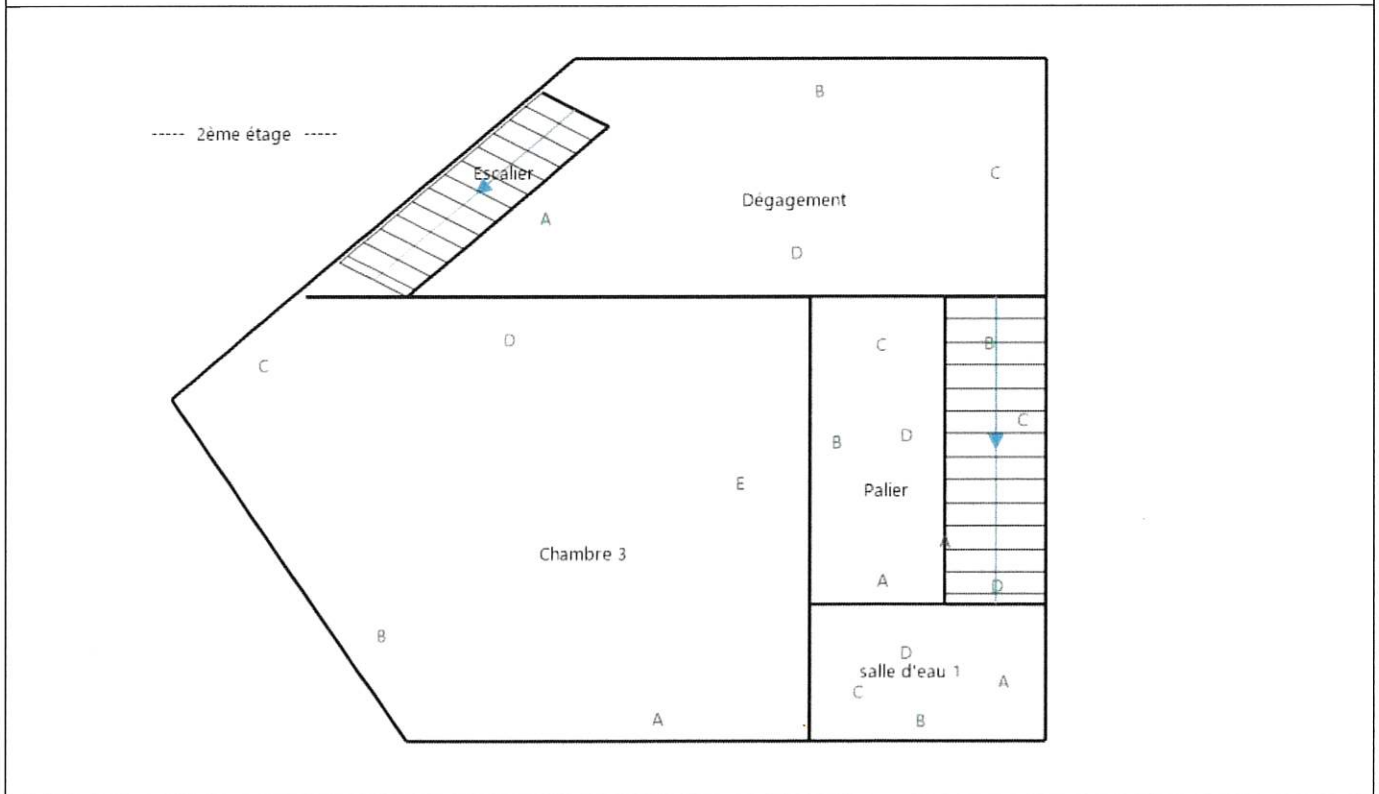 B
----- 2ème étage -----
Escalier
C
Dégagement
A
D
D
C
B
C
C
B
D
E
Palier
A
Chambre 3
A
D
B
D
salle d'eau 1
A
C
A
B